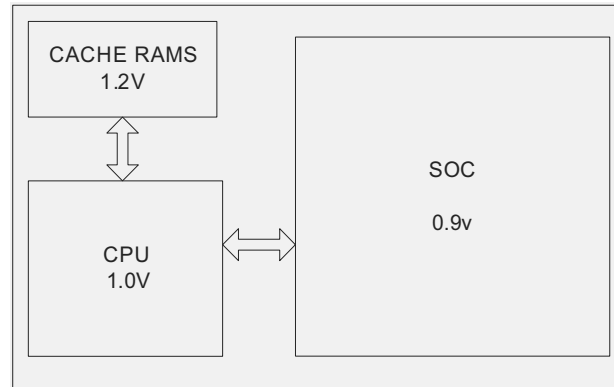 CACHE RAMS
1.2V
SOC
0.9v
CPU
1.0V